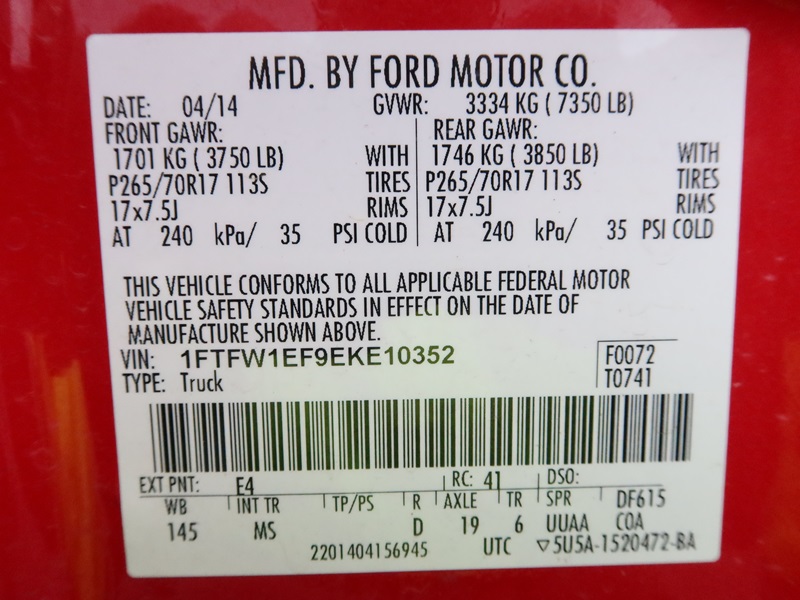 MFD. BY FORD MOTOR CO.
DATE: 04/14 GVWR: 3334 KG ( 7350 LB)
FRONT GAWR: REAR GAWR:
1701 KG ( 3750 LB) WITH 1746 KG ( 3850 LB) WITH
P265/70R17 113S TIRES P265/70R17 113S TIRES
17x7.5J RIMS 17x7.5J RIMS
AT 240 kPa/ 35 PSI COLD AT 240 kPa/ 35 PSI COLD
THIS VEHICLE CONFORMS TO ALL APPLICABLE FEDERAL MOTOR
VEHICLE SAFETY STANDARDS IN EFFECT ON THE DATE OF
MANUFACTURE SHOWN ABOVE.
VIN: 1FTFW1EF9EKE10352 F0072
TYPE: Truck T0741
EXT PNT: E4 RC: 41 DSO:
WB INT TR TP/PS R AXLE TR SPR DF615
145 MS D 19 6 UUAA COA
2201404156945 UTC ▽5U5A-1520472-BA